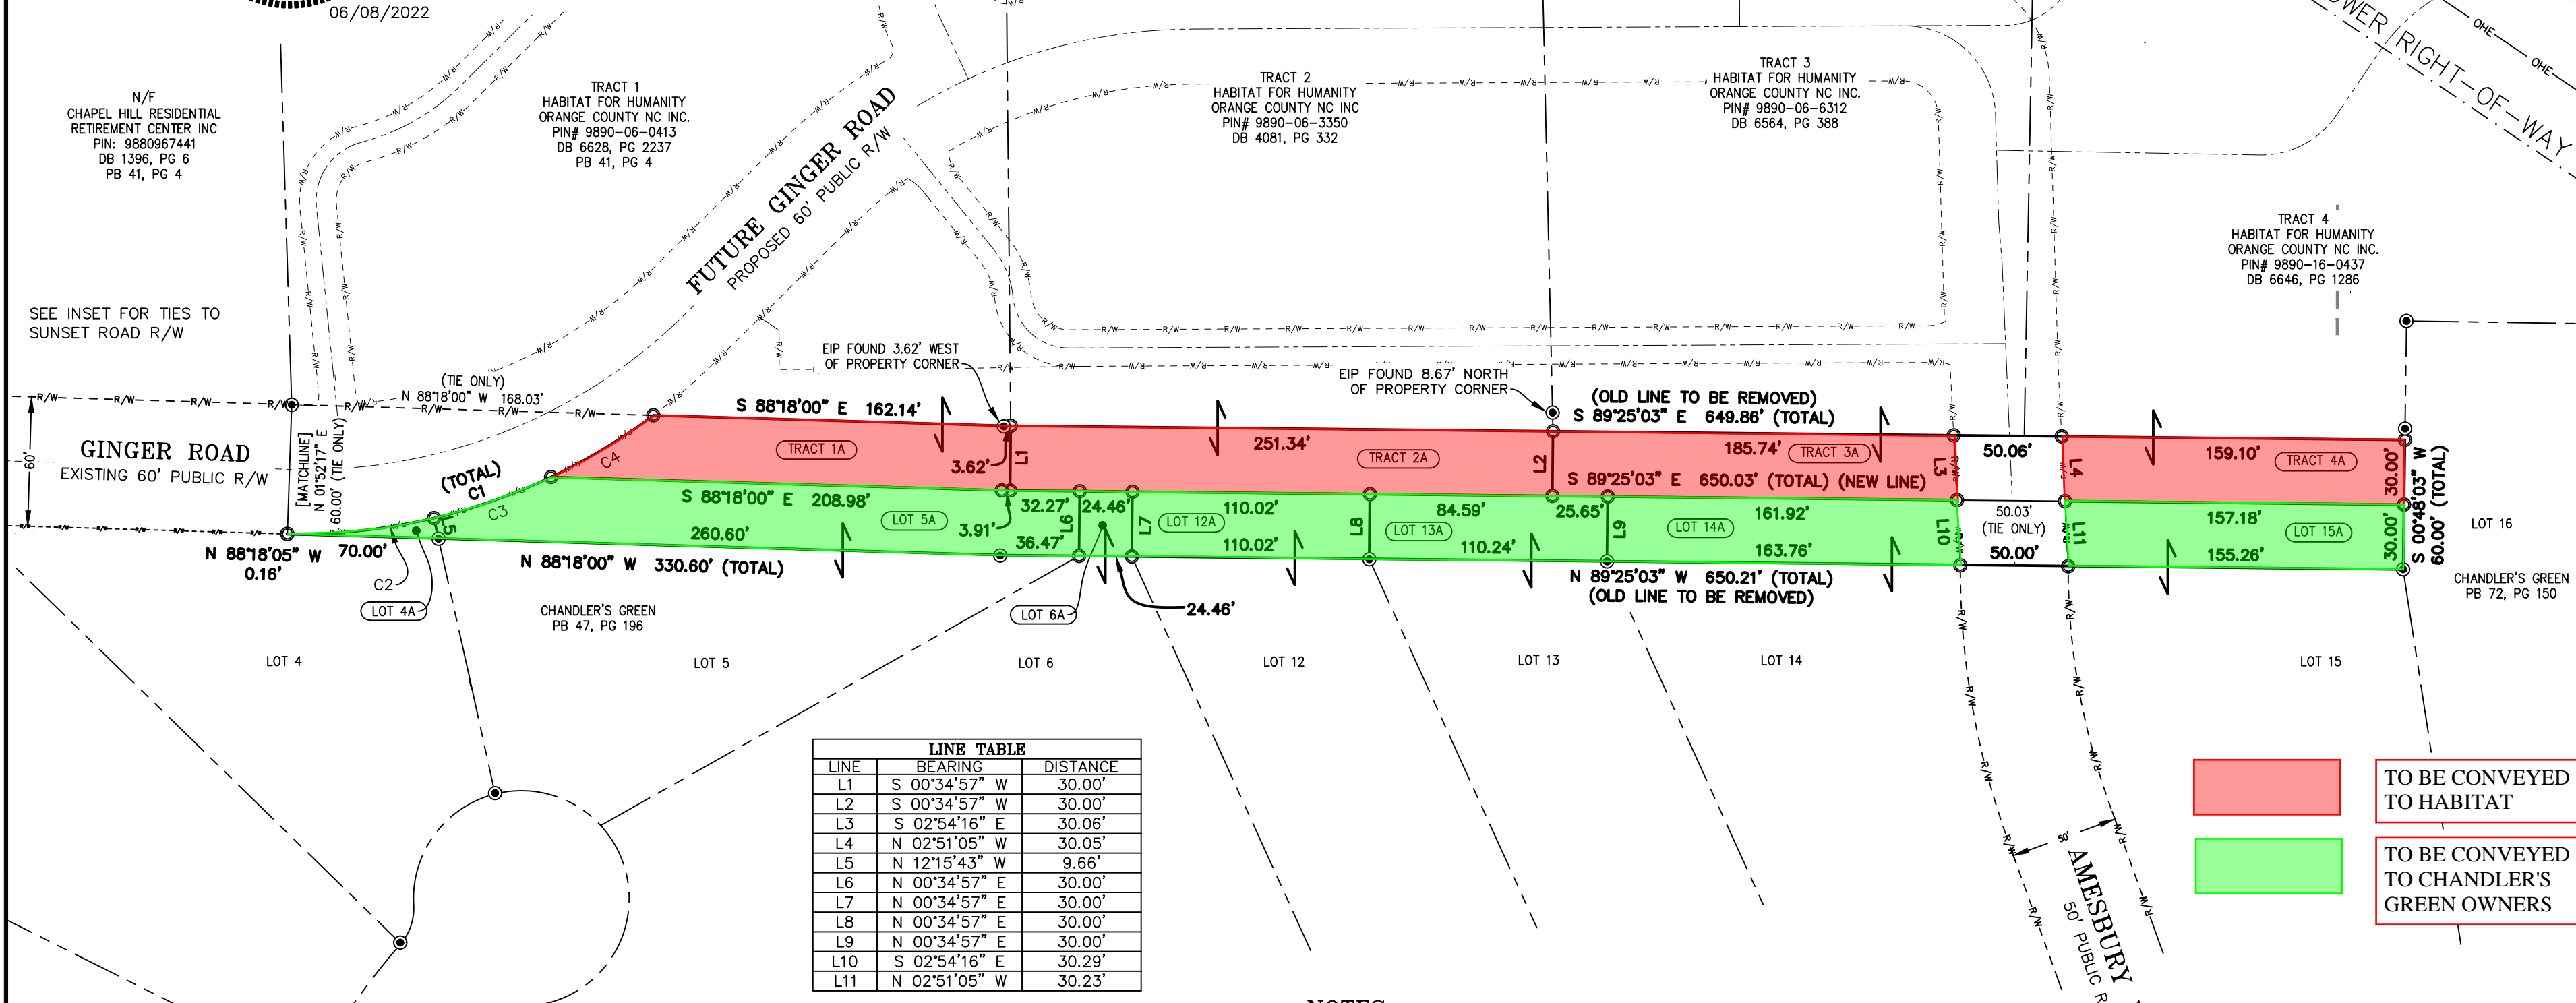 06/08/2022
N/F
CHAPEL HILL RESIDENTIAL
RETIREMENT CENTER INC
PIN: 9880967441
DB 1396, PG 6
PB 41, PG 4
TRACT 1
HABITAT FOR HUMANITY
ORANGE COUNTY NC INC.
PIN# 9890-06-0413
DB 6628, PG 2237
PB 41, PG 4
FUTURE GINGER ROAD
PROPOSED 60' PUBLIC R/W
TRACT 2
HABITAT FOR HUMANITY
ORANGE COUNTY NC INC
PIN# 9890-06-3350
DB 4081, PG 332
TRACT 3
HABITAT FOR HUMANITY
ORANGE COUNTY NC INC.
PIN# 9890-06-6312
DB 6564, PG 388
RIGHT-OF-WAY
OHE
OHE
TRACT 4
HABITAT FOR HUMANITY
ORANGE COUNTY NC INC.
PIN# 9890-16-0437
DB 6646, PG 1286
SEE INSET FOR TIES TO
SUNSET ROAD R/W
(TIE ONLY)
N 88°18'00" W 168.03'
EIP FOUND 3.62' WEST
OF PROPERTY CORNER
EIP FOUND 8.67' NORTH
OF PROPERTY CORNER
(OLD LINE TO BE REMOVED)
S 89°25'03" E 649.86' (TOTAL)
S 88°18'00" E 162.14'
60'
GINGER ROAD
EXISTING 60' PUBLIC R/W
[MATCHLINE]
N 01°52'17" E
60.00' (TIE ONLY)
(TOTAL)
C1
C3
C4
TRACT 1A
3.62'
L1
251.34'
TRACT 2A
L2
185.74'
TRACT 3A
L3
50.06'
L4
159.10'
TRACT 4A
30.00'
S 89°25'03" E 650.03' (TOTAL) (NEW LINE)
S 88°18'00" E 208.98'
LOT 5A
3.91'
32.27'
L6
24.46'
L7
110.02'
LOT 12A
L8
84.59'
LOT 13A
25.65'
L9
161.92'
LOT 14A
L10
50.03'
(TIE ONLY)
L11
157.18'
LOT 15A
30.00'
S 00°48'03" W
60.00' (TOTAL)
LOT 16
L5
260.60'
36.47'
110.02'
110.24'
163.76'
50.00'
155.26'
N 88°18'05" W
0.16'
70.00'
C2
LOT 4A
N 88°18'00" W 330.60' (TOTAL)
N 89°25'03" W 650.21' (TOTAL)
(OLD LINE TO BE REMOVED)
CHANDLER'S GREEN
PB 47, PG 196
LOT 6A
24.46'
CHANDLER'S GREEN
PB 72, PG 150
LOT 4
LOT 5
LOT 6
LOT 12
LOT 13
LOT 14
LOT 15
LINE TABLE
LINE BEARING DISTANCE
L1 S 00°34'57" W 30.00'
L2 S 00°34'57" W 30.00'
L3 S 02°54'16" E 30.06'
L4 N 02°51'05" W 30.05'
L5 N 12°15'43" W 9.66'
L6 N 00°34'57" E 30.00'
L7 N 00°34'57" E 30.00'
L8 N 00°34'57" E 30.00'
L9 N 00°34'57" E 30.00'
L10 S 02°54'16" E 30.29'
L11 N 02°51'05" W 30.23'
50'
AMESBURY
50' PUBLIC
TO BE CONVEYED
TO HABITAT
TO BE CONVEYED
TO CHANDLER'S
GREEN OWNERS
NOTES